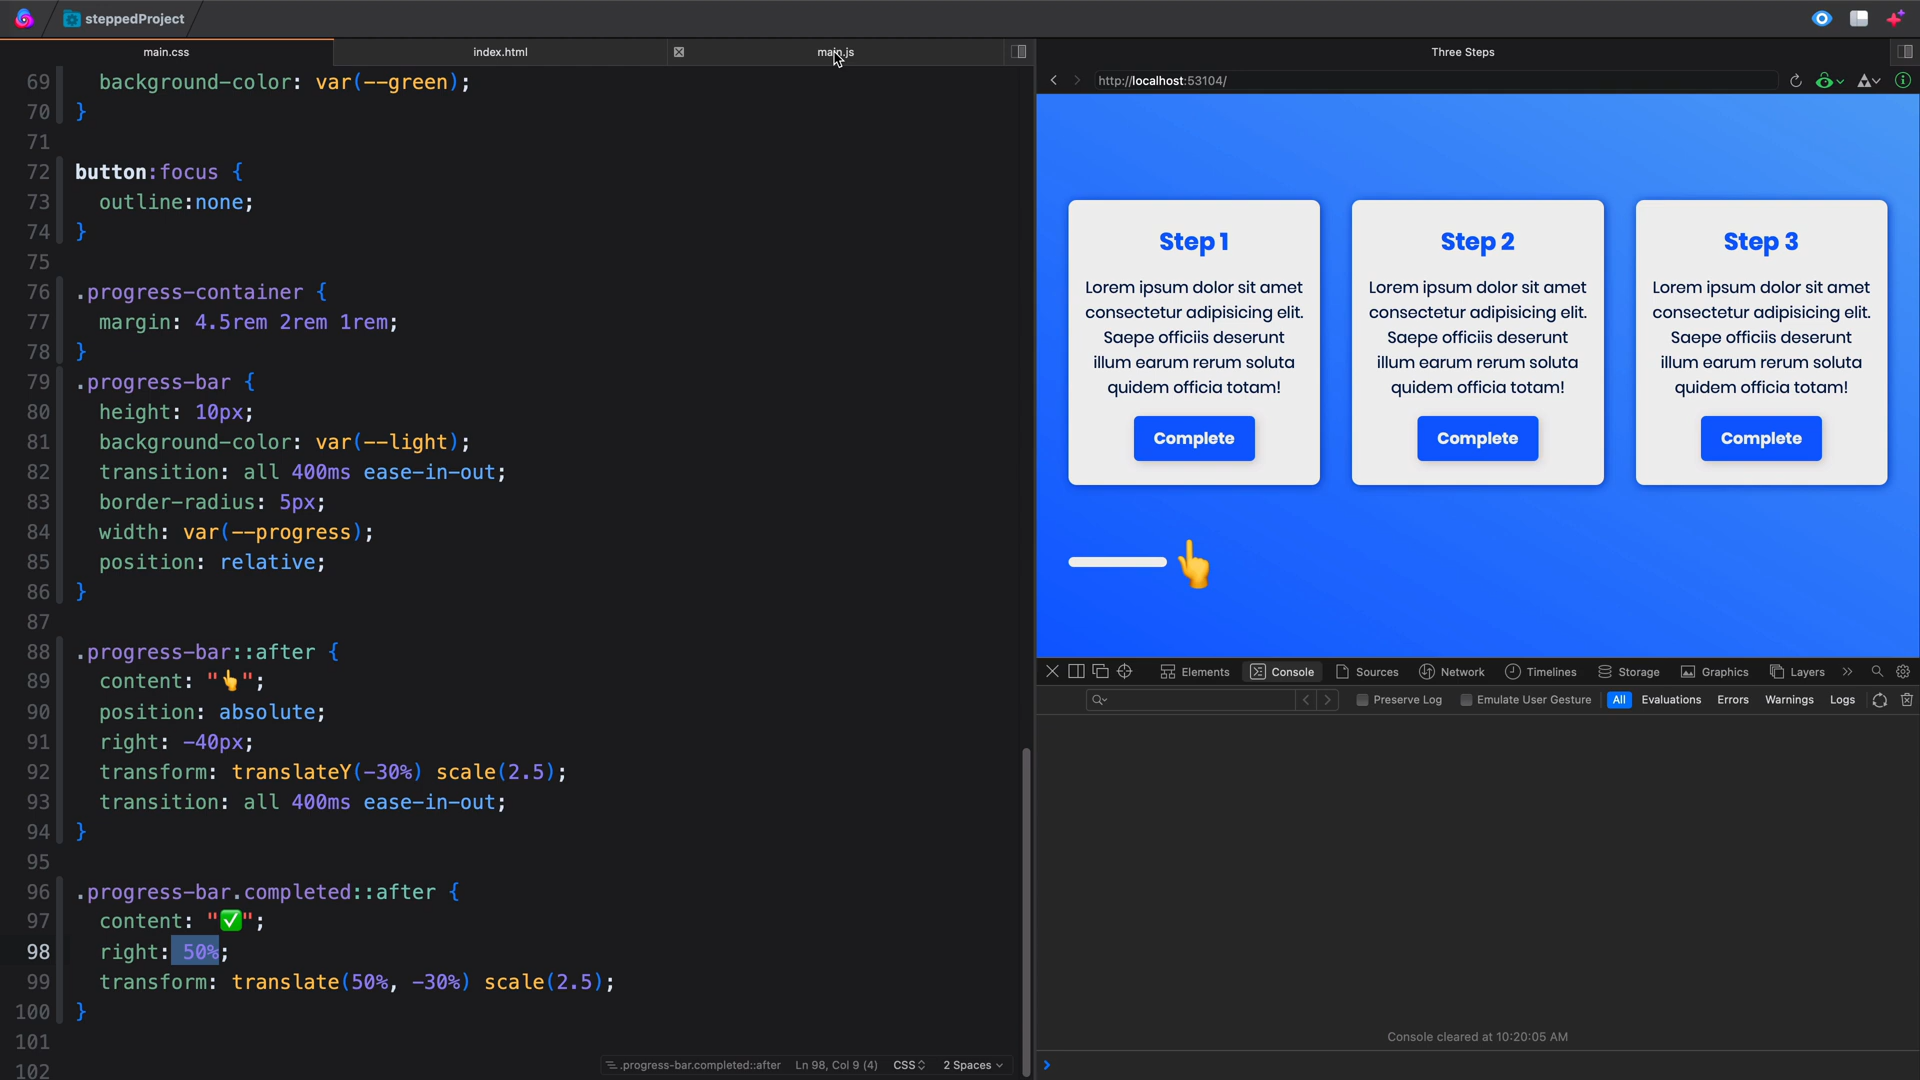 steppedProject
main.css
index.html
main.js
Three Steps
http://localhost:53104/
69 background-color: var(--green);
70 }
71
72 button:focus {
73 outline:none;
74 }
75
76 .progress-container {
77 margin: 4.5rem 2rem 1rem;
78 }
79 .progress-bar {
80 height: 10px;
81 background-color: var(--light);
82 transition: all 400ms ease-in-out;
83 border-radius: 5px;
84 width: var(--progress);
85 position: relative;
86 }
87
88 .progress-bar::after {
89 content: "👆";
90 position: absolute;
91 right: -40px;
92 transform: translateY(-30%) scale(2.5);
93 transition: all 400ms ease-in-out;
94 }
95
96 .progress-bar.completed::after {
97 content: "✅";
98 right: 50%;
99 transform: translate(50%, -30%) scale(2.5);
100 }
101
102
.progress-bar.completed::after Ln 98, Col 9 (4) CSS 2 Spaces
Step 1
Lorem ipsum dolor sit amet
consectetur adipisicing elit.
Saepe officiis deserunt
illum earum rerum soluta
quidem officia totam!
Complete
Step 2
Lorem ipsum dolor sit amet
consectetur adipisicing elit.
Saepe officiis deserunt
illum earum rerum soluta
quidem officia totam!
Complete
Step 3
Lorem ipsum dolor sit amet
consectetur adipisicing elit.
Saepe officiis deserunt
illum earum rerum soluta
quidem officia totam!
Complete
Elements Console Sources Network Timelines Storage Graphics Layers
Preserve Log Emulate User Gesture All Evaluations Errors Warnings Logs
Console cleared at 10:20:05 AM